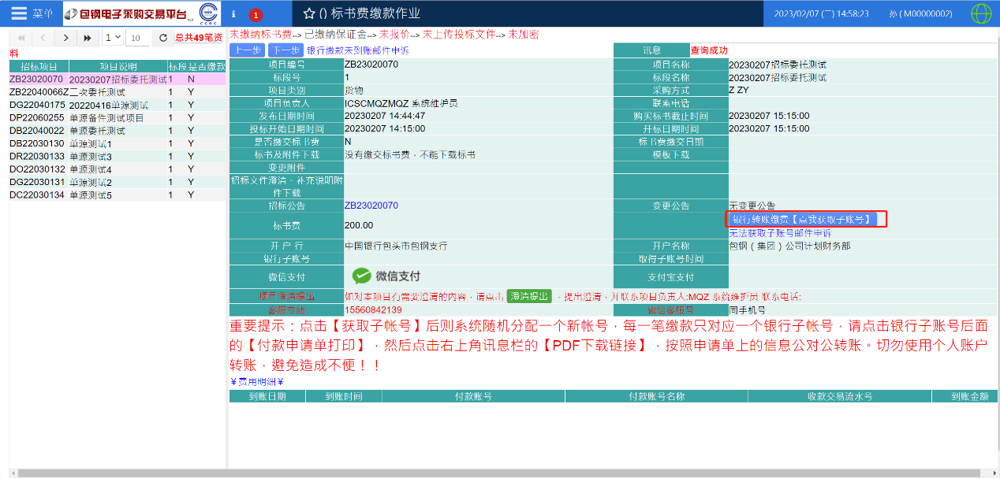 菜单
包钢电子采购交易平台
CCRC
i
1
☆ () 标书费缴款作业
2023/02/07 (二) 14:58:23
孙 ( M00000002)
1
10
总共49笔资料
招标项目 项目说明 标段 是否缴款
ZB23020070 20230207招标委托测试 1 N
ZB22040066Z 二次委托测试 1 Y
DG22040175 20220416单源测试 1 Y
DP22060255 单源备件测试项目 1 Y
DB22040022 单源委托测试 1 Y
DB22030130 单源测试1 1 Y
DR22030133 单源测试3 1 Y
DO22030132 单源测试4 1 Y
DG22030131 单源测试2 1 Y
DC22030134 单源测试5 1 Y
未缴纳标书费--> 已缴纳保证金--> 未报价--> 未上传投标文件--> 未加密
上一步 下一步 银行缴款未到账邮件申诉 讯息 查询成功
项目编号 ZB23020070 项目名称 20230207招标委托测试
标段号 1 标段名称 20230207招标委托测试
项目类别 货物 采购方式 Z ZY
项目负责人 ICSCMQZMQZ 系统维护员 联系电话
发布日期时间 20230207 14:44:47 购买标书截止时间 20230207 15:15:00
投标开始日期时间 20230207 14:15:00 开标日期时间 20230207 15:15:00
是否缴交标书费 N 标书费缴交日期
标书及附件下载 没有缴交标书费，不能下载标书 模板下载
变更附件
招标文件澄清、补充说明附件下载
招标公告 ZB23020070 变更公告 无变更公告
标书费 200.00 银行转账缴费【点我获取子账号】
无法获取子账号邮件申诉
开 户 行 中国银行包头市包钢支行 开户名称 包钢（集团）公司计划财务部
银行子账号 取得子账号时间
微信支付 微信支付 支付宝支付
项目澄清提出 如对本项目有需要澄清的内容，请点击 澄清提出 ，提出澄清，并联系项目负责人:MQZ 系统维护员 联系电话:
客服专线 15560842139 微信客服号 同手机号
重要提示：点击【获取子帐号】后则系统随机分配一个新帐号，每一笔缴款只对应一个银行子帐号，请点击银行子账号后面
的【付款申请单打印】，然后点击右上角讯息栏的【PDF下载链接】，按照申请单上的信息公对公转账。切勿使用个人账户
转账，避免造成不便！！
￥费用明细￥
到账日期 到账时间 付款账号 付款账号名称 收款交易流水号 到账金额